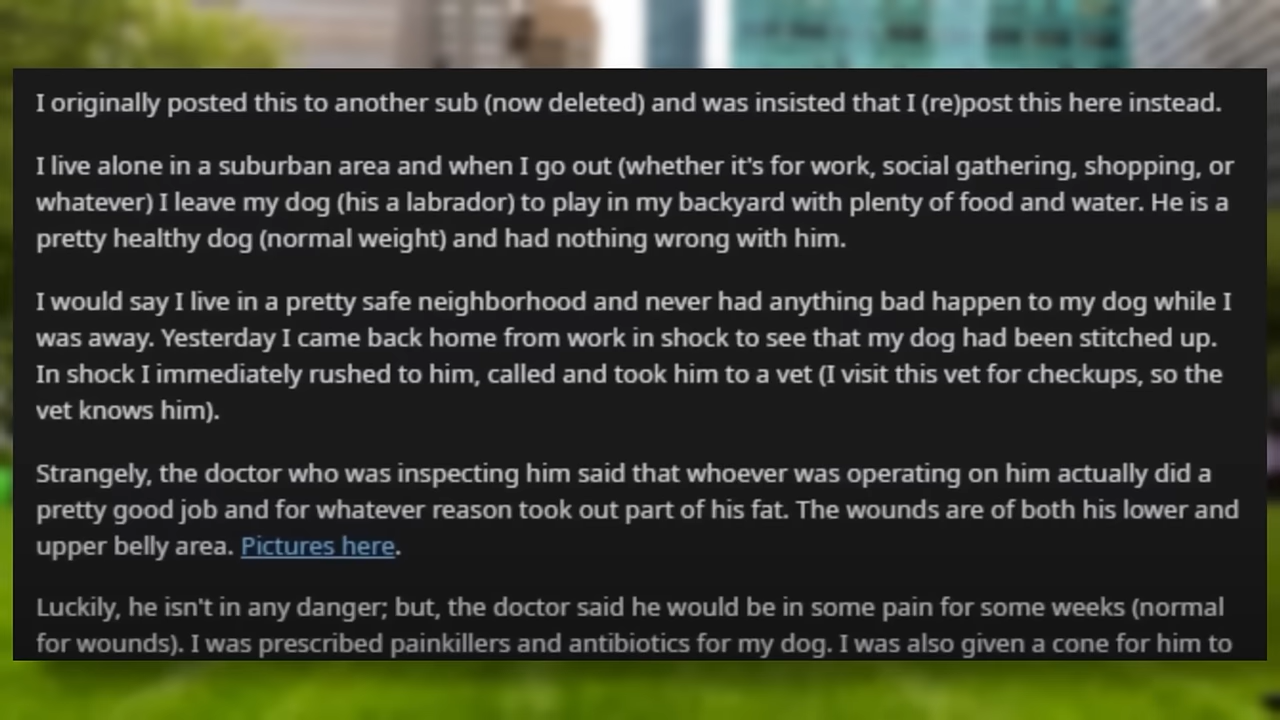 I originally posted this to another sub (now deleted) and was insisted that I (re)post this here instead.
I live alone in a suburban area and when I go out (whether it's for work, social gathering, shopping, or
whatever) I leave my dog (his a labrador) to play in my backyard with plenty of food and water. He is a
pretty healthy dog (normal weight) and had nothing wrong with him.
I would say I live in a pretty safe neighborhood and never had anything bad happen to my dog while I
was away. Yesterday I came back home from work in shock to see that my dog had been stitched up.
In shock I immediately rushed to him, called and took him to a vet (I visit this vet for checkups, so the
vet knows him).
Strangely, the doctor who was inspecting him said that whoever was operating on him actually did a
pretty good job and for whatever reason took out part of his fat. The wounds are of both his lower and
upper belly area. Pictures here.
Luckily, he isn't in any danger; but, the doctor said he would be in some pain for some weeks (normal
for wounds). I was prescribed painkillers and antibiotics for my dog. I was also given a cone for him to